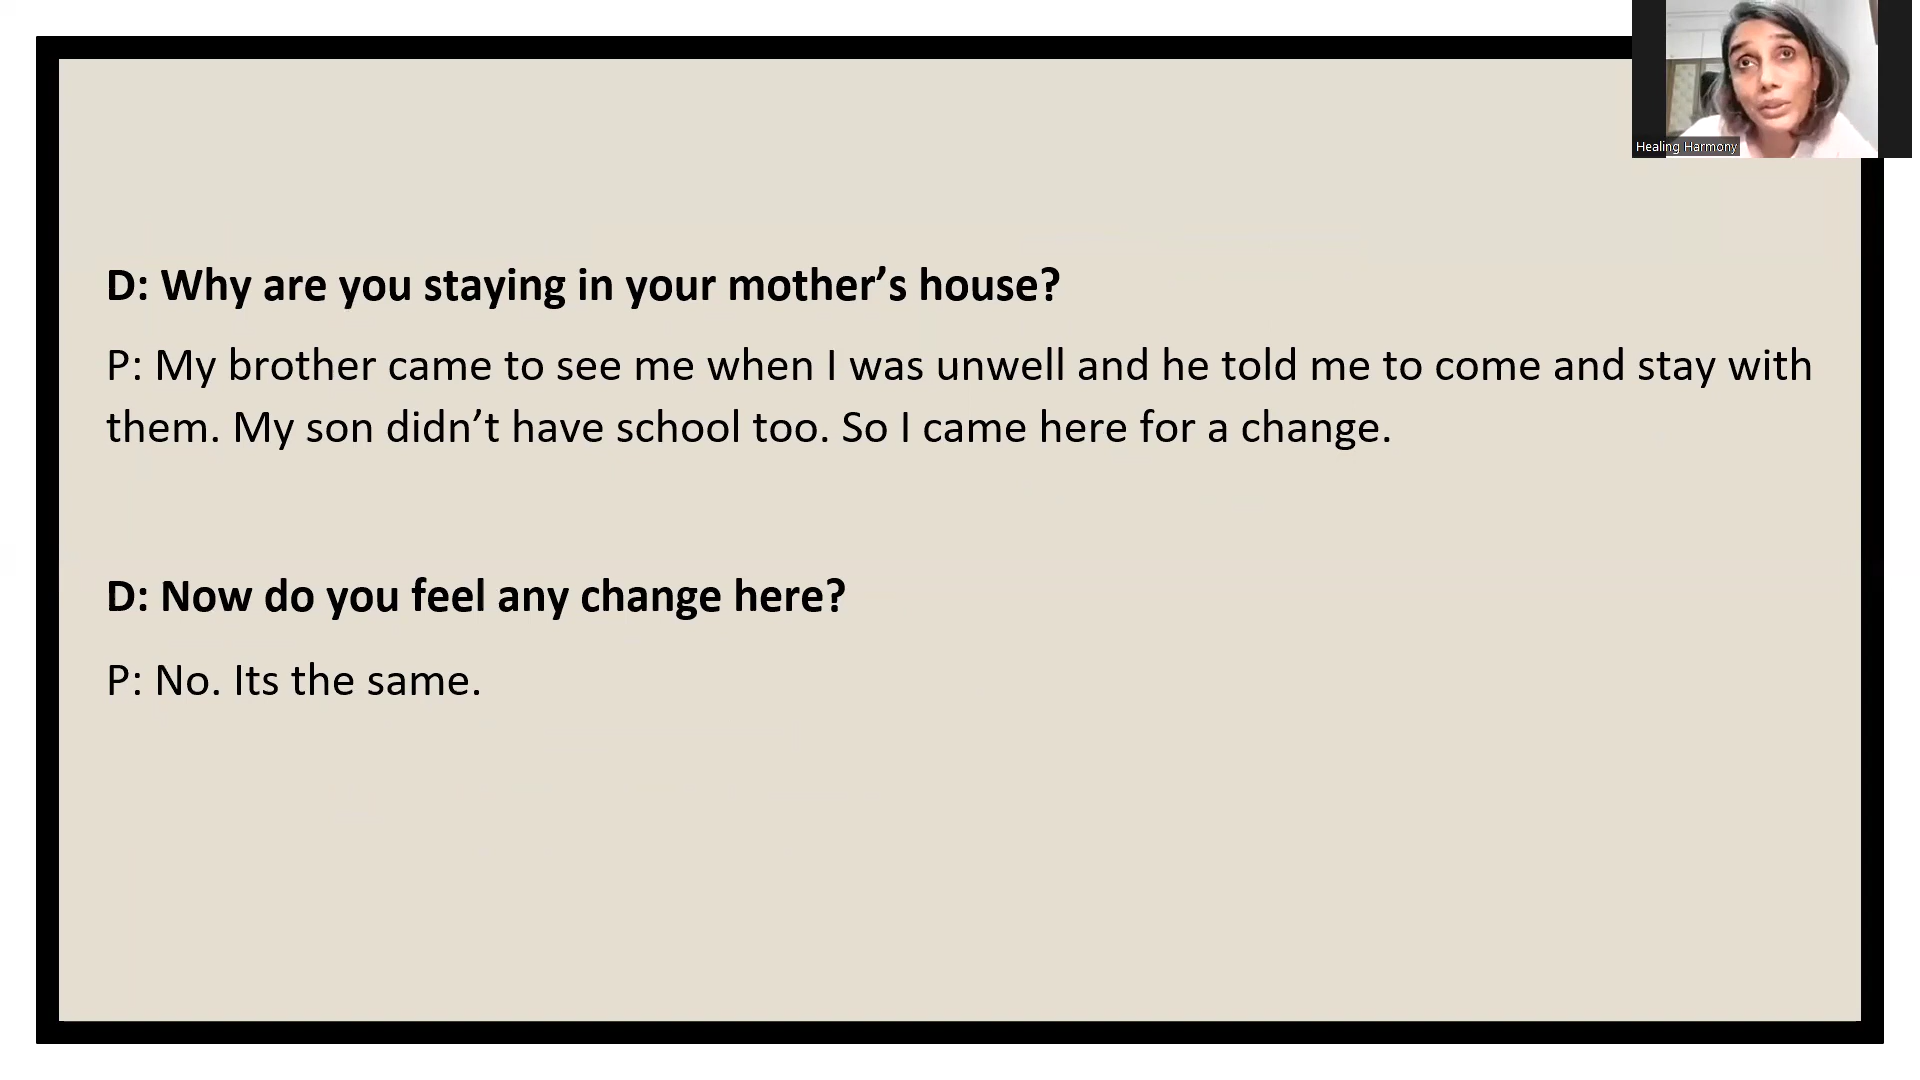 Healing Harmony
D: Why are you staying in your mother’s house?
P: My brother came to see me when I was unwell and he told me to come and stay with
them. My son didn’t have school too. So I came here for a change.
D: Now do you feel any change here?
P: No. Its the same.